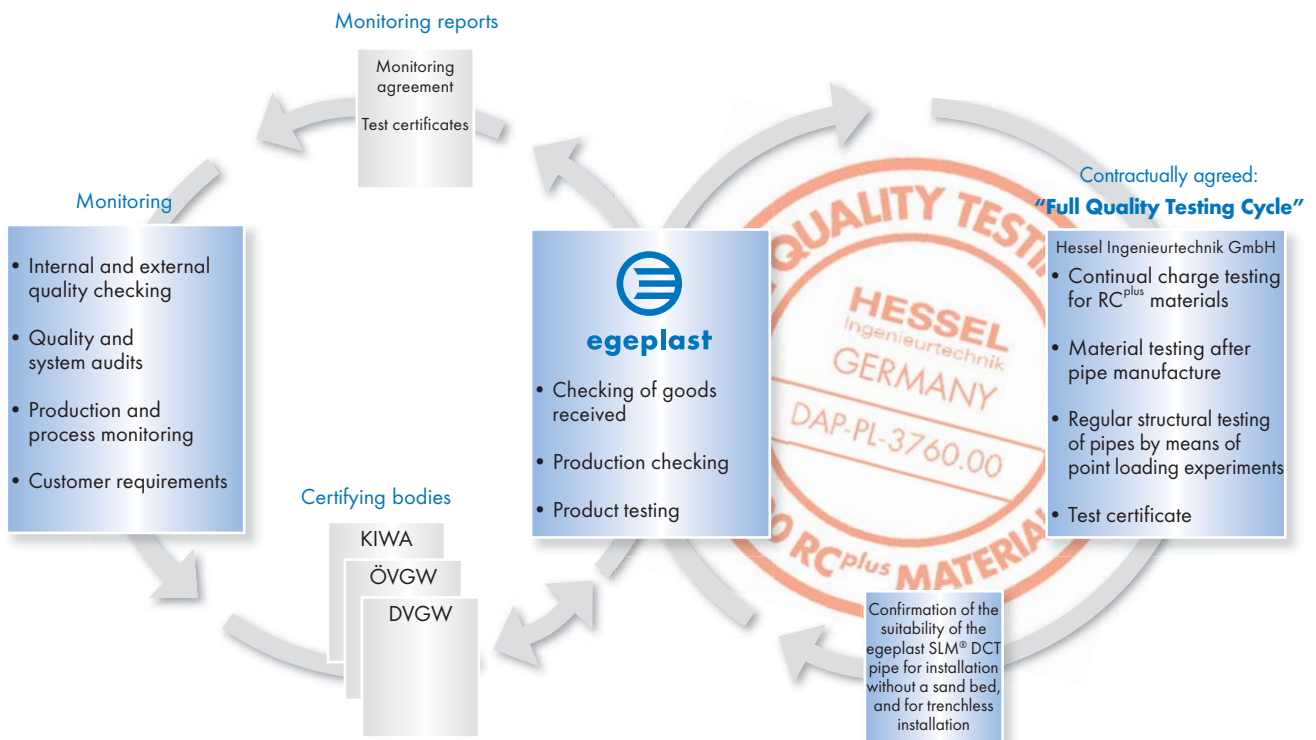 Monitoring reports
Monitoring
agreement
Test certificates
Monitoring
• Internal and external
quality checking
• Quality and
system audits
• Production and
process monitoring
• Customer requirements
Certifying bodies
KIWA
ÖVGW
DVGW
egeplast
• Checking of goods
received
• Production checking
• Product testing
QUALITY
HESSEL
Ingenieurtechnik
GERMANY
DAP-PL-3760.00
RCplus
Contractually agreed:
"Full Quality Testing Cycle"
Hessel Ingenieurtechnik GmbH
• Continual charge testing
for RCplus materials
• Material testing after
pipe manufacture
• Regular structural testing
of pipes by means of
point loading experiments
• Test certificate
Confirmation of the
suitability of the
egeplast SLM® DCT
pipe for installation
without a sand bed,
and for trenchless
installation